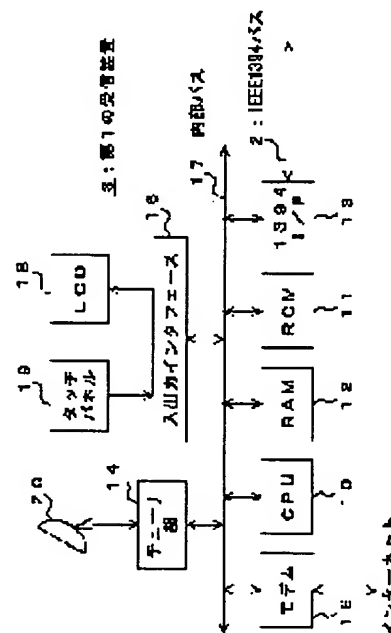 3：第1の受信装置
18
LCD
19
タッチ
パネル
16
入出力インタフェース
20
14
チューナ
部
17
内部バス
2：IEEE1394バス
モデム
CPU
RAM
RCM
1394
I/F
1E
12
11
13
インターネット